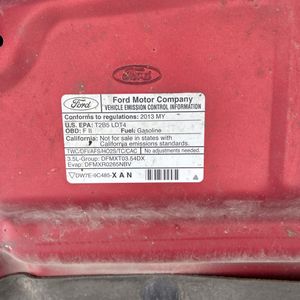 Ford
Ford
Ford Motor Company
VEHICLE EMISSION CONTROL INFORMATION
Conforms to regulations: 2013 MY
U.S. EPA: T2B5 LDT4
OBD: F II Fuel: Gasoline
California: Not for sale in states with
California emissions standards.
TWC/DFI/AFS/HO2S/TC/CAC No adjustments needed.
3.5L-Group: DFMXT03.54DX
Evap: DFMXR0265NBV
DW7E-9C485-XAN